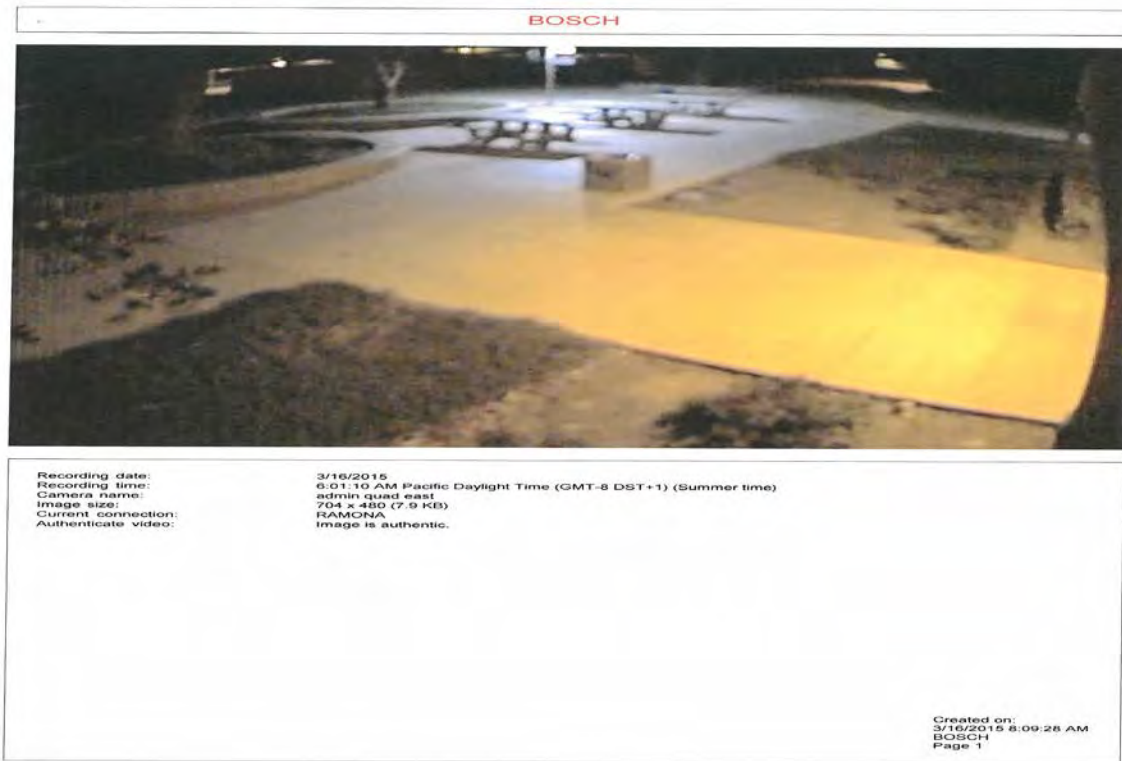 BOSCH
Recording date: 3/16/2015
Recording time: 6:01:10 AM Pacific Daylight Time (GMT-8 DST+1) (Summer time)
Camera name: admin quad east
Image size: 704 x 480 (7.9 KB)
Current connection: RAMONA
Authenticate video: Image is authentic.
Created on:
3/16/2015 8:09:28 AM
BOSCH
Page 1